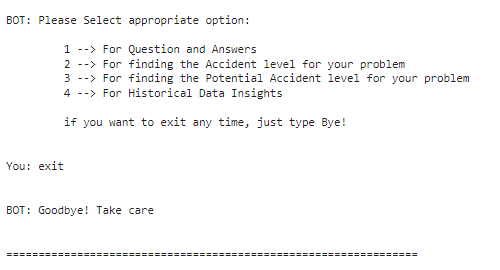 BOT: Please Select appropriate option:
1 --> For Question and Answers
2 --> For finding the Accident level for your problem
3 --> For finding the Potential Accident level for your problem
4 --> For Historical Data Insights
if you want to exit any time, just type Bye!
You: exit
BOT: Goodbye! Take care
=================================================================